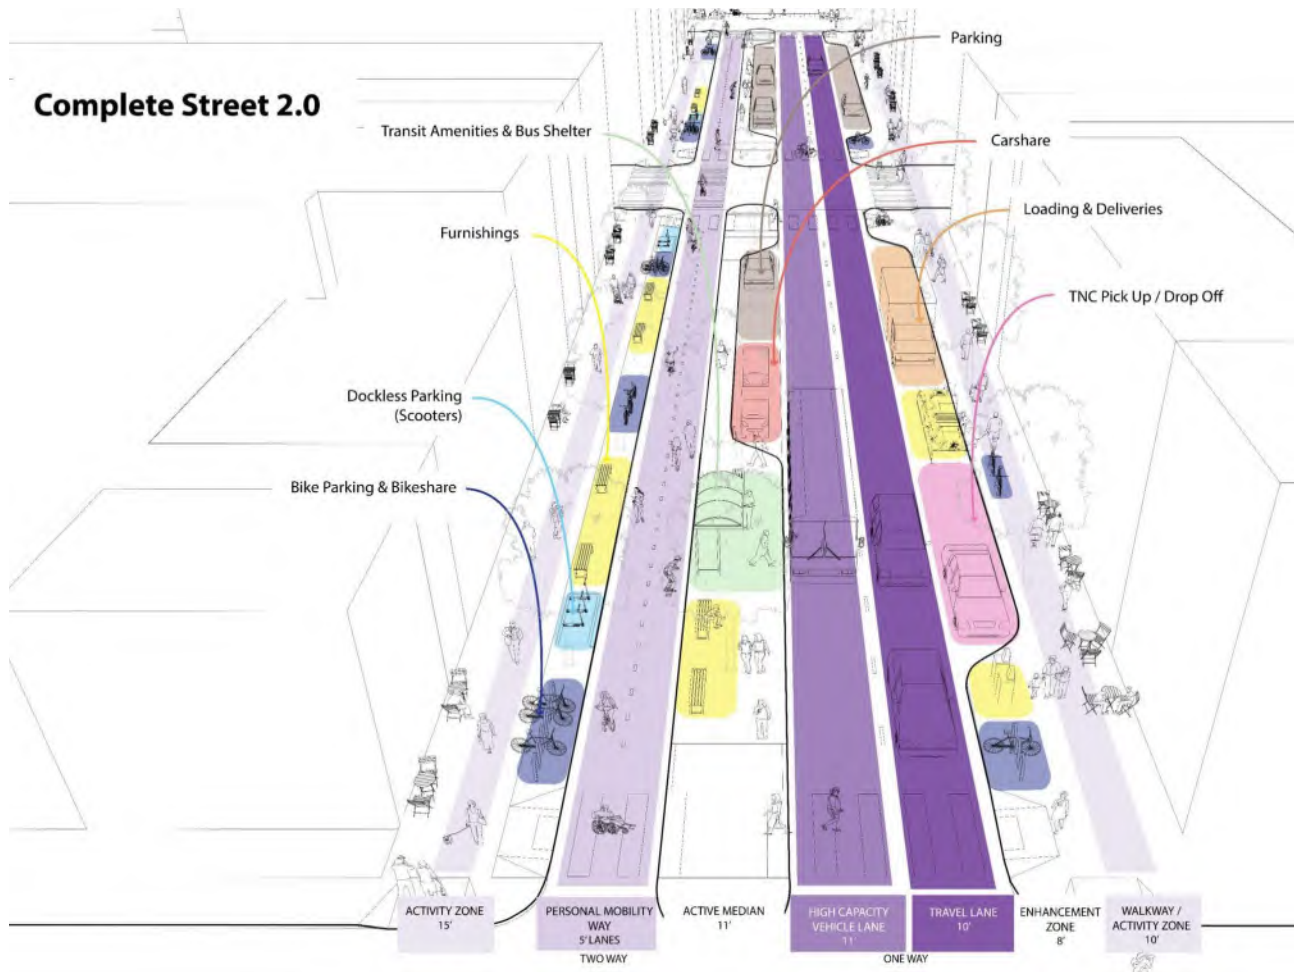 Complete Street 2.0
Parking
Transit Amenities & Bus Shelter
Carshare
Loading & Deliveries
Furnishings
TNC Pick Up / Drop Off
Dockless Parking
(Scooters)
Bike Parking & Bikeshare
ACTIVITY ZONE
15'
PERSONAL MOBILITY
WAY
5' LANES
TWO WAY
ACTIVE MEDIAN
11'
HIGH CAPACITY
VEHICLE LANE
11'
TRAVEL LANE
10'
ONE WAY
ENHANCEMENT
ZONE
8'
WALKWAY /
ACTIVITY ZONE
10'